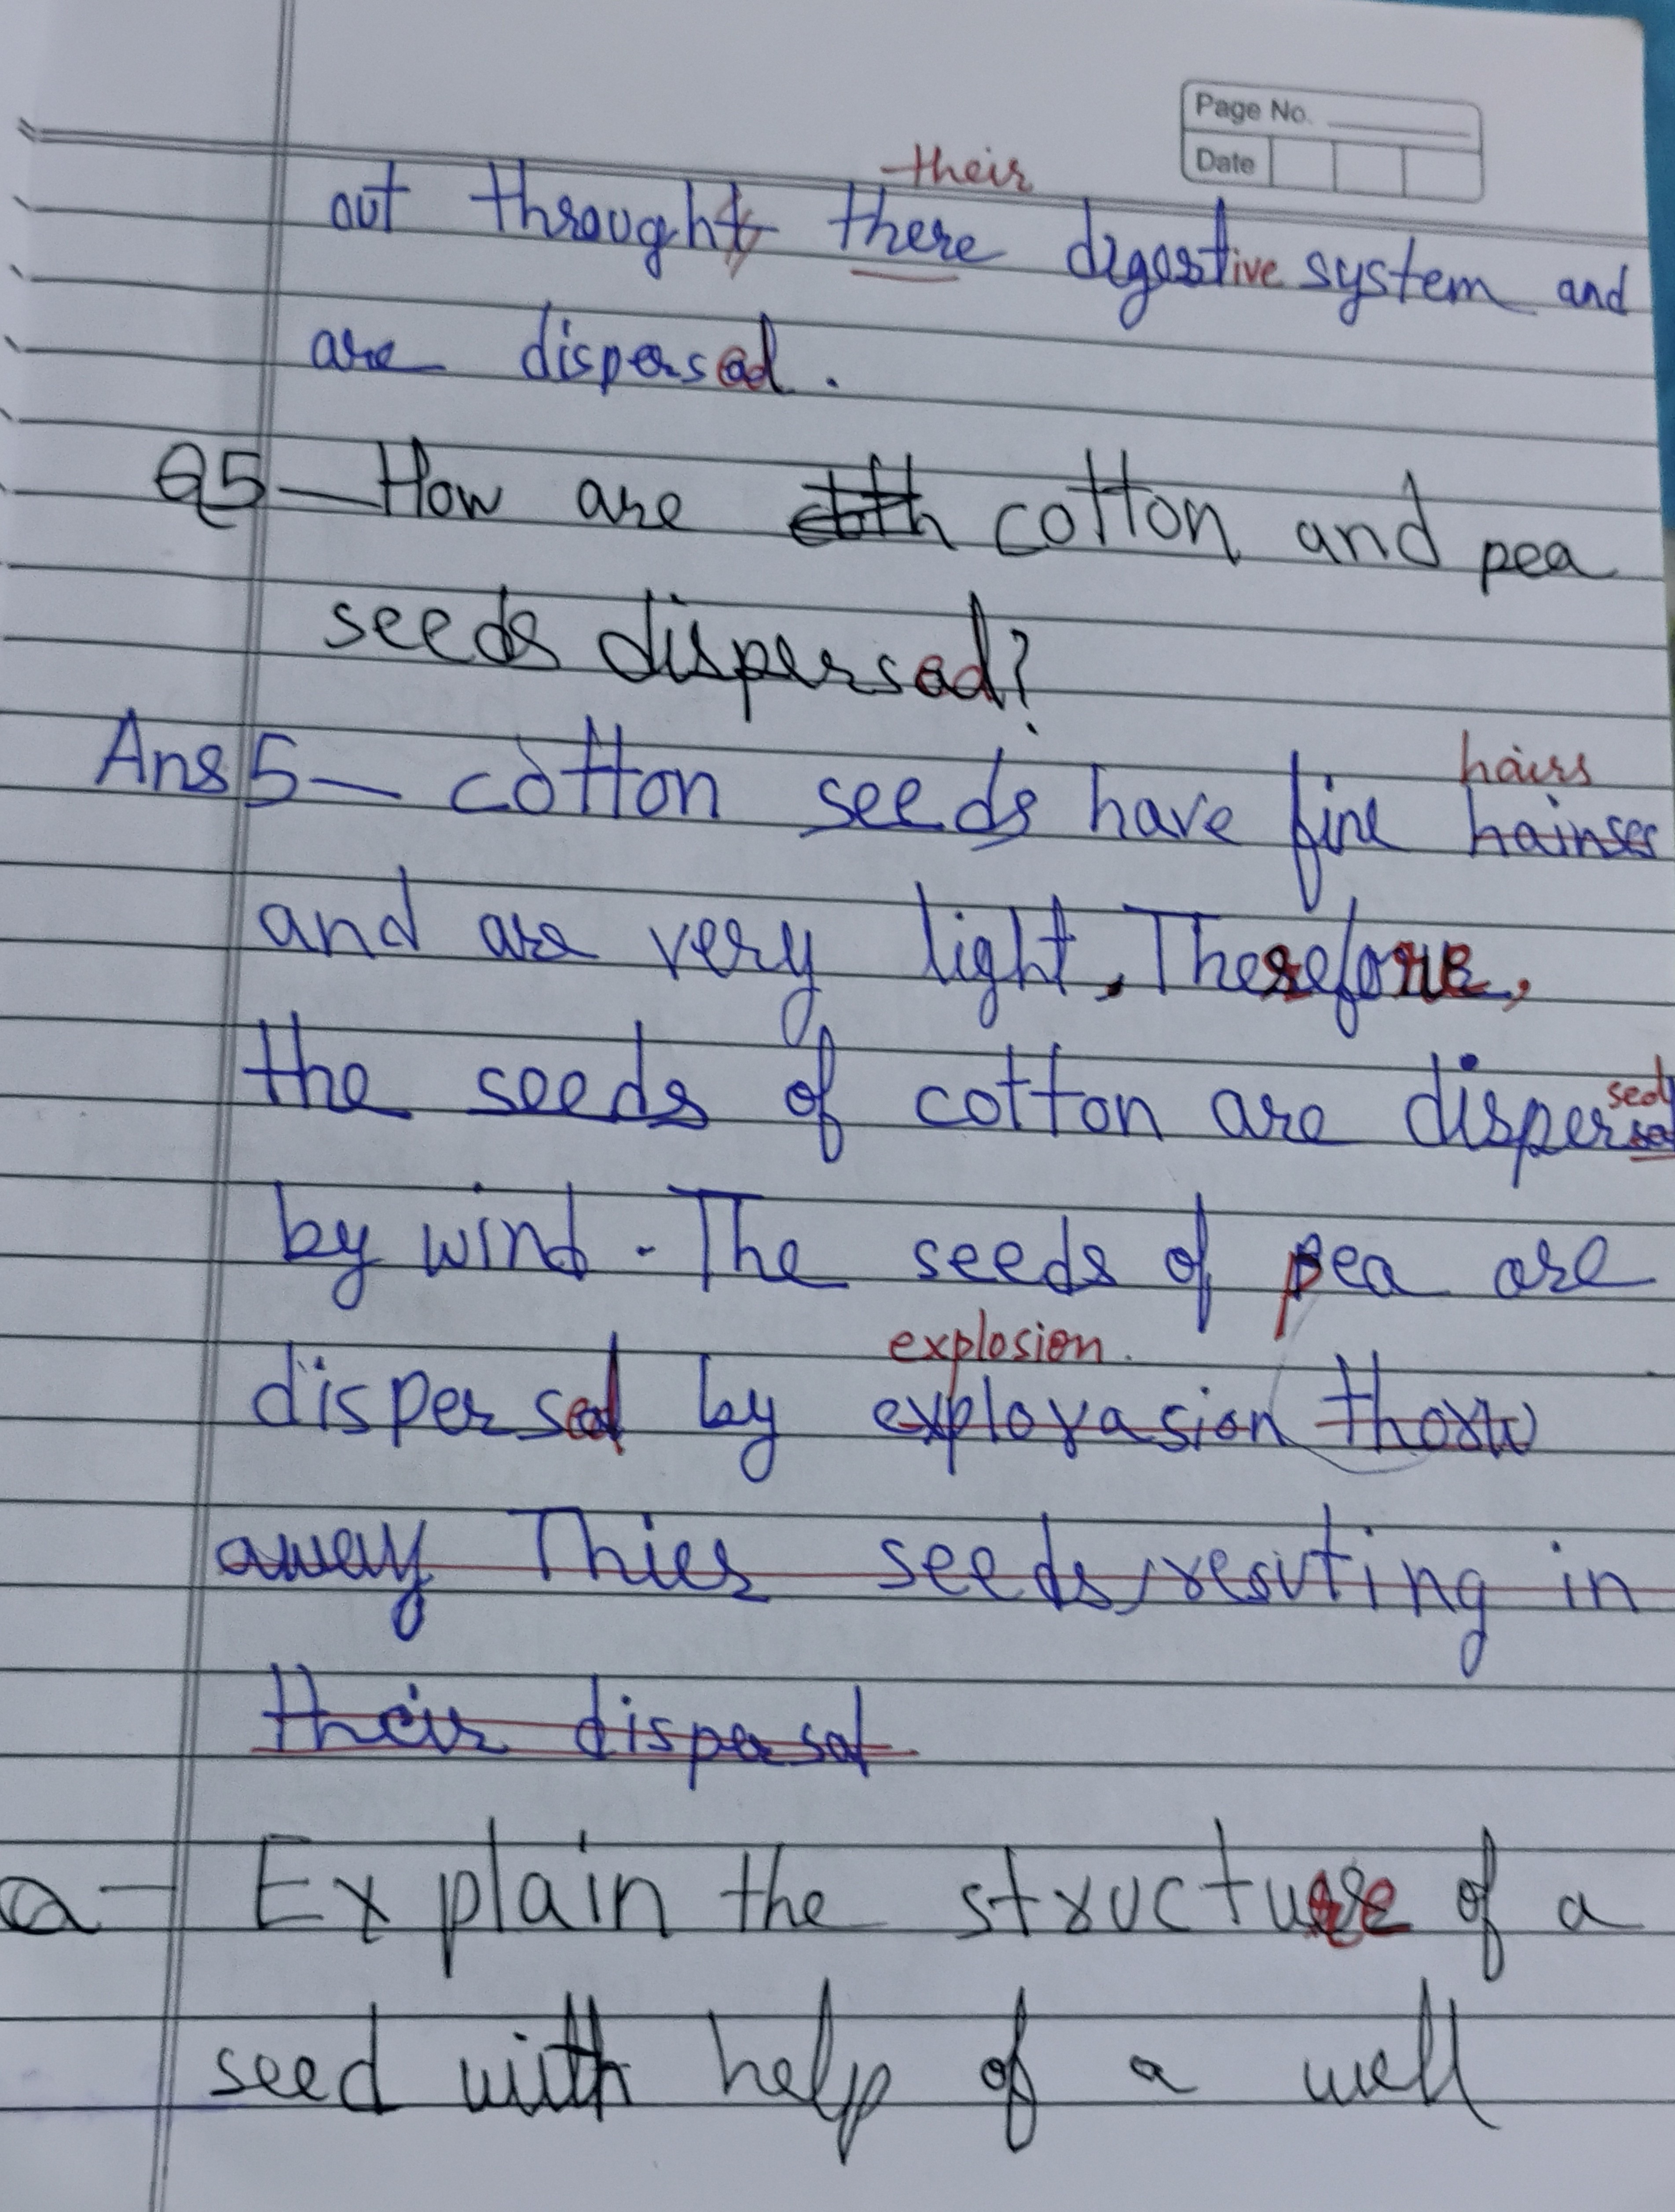 Page No.
Date
their
out throught there digestive system and
are dispersed.
Q5— How are cotton and pea
seeds dispersed?
hairs
Ans 5— cotton seeds have fine hairses
and are very light, Therefore,
the seeds of cotton are dispersed
by wind. The seeds of pea are
explosion.
dispersed by explovasion thorw
away Thier seeds, resuting in
their dispersal
a— Explain the structure of a
seed with help of a well